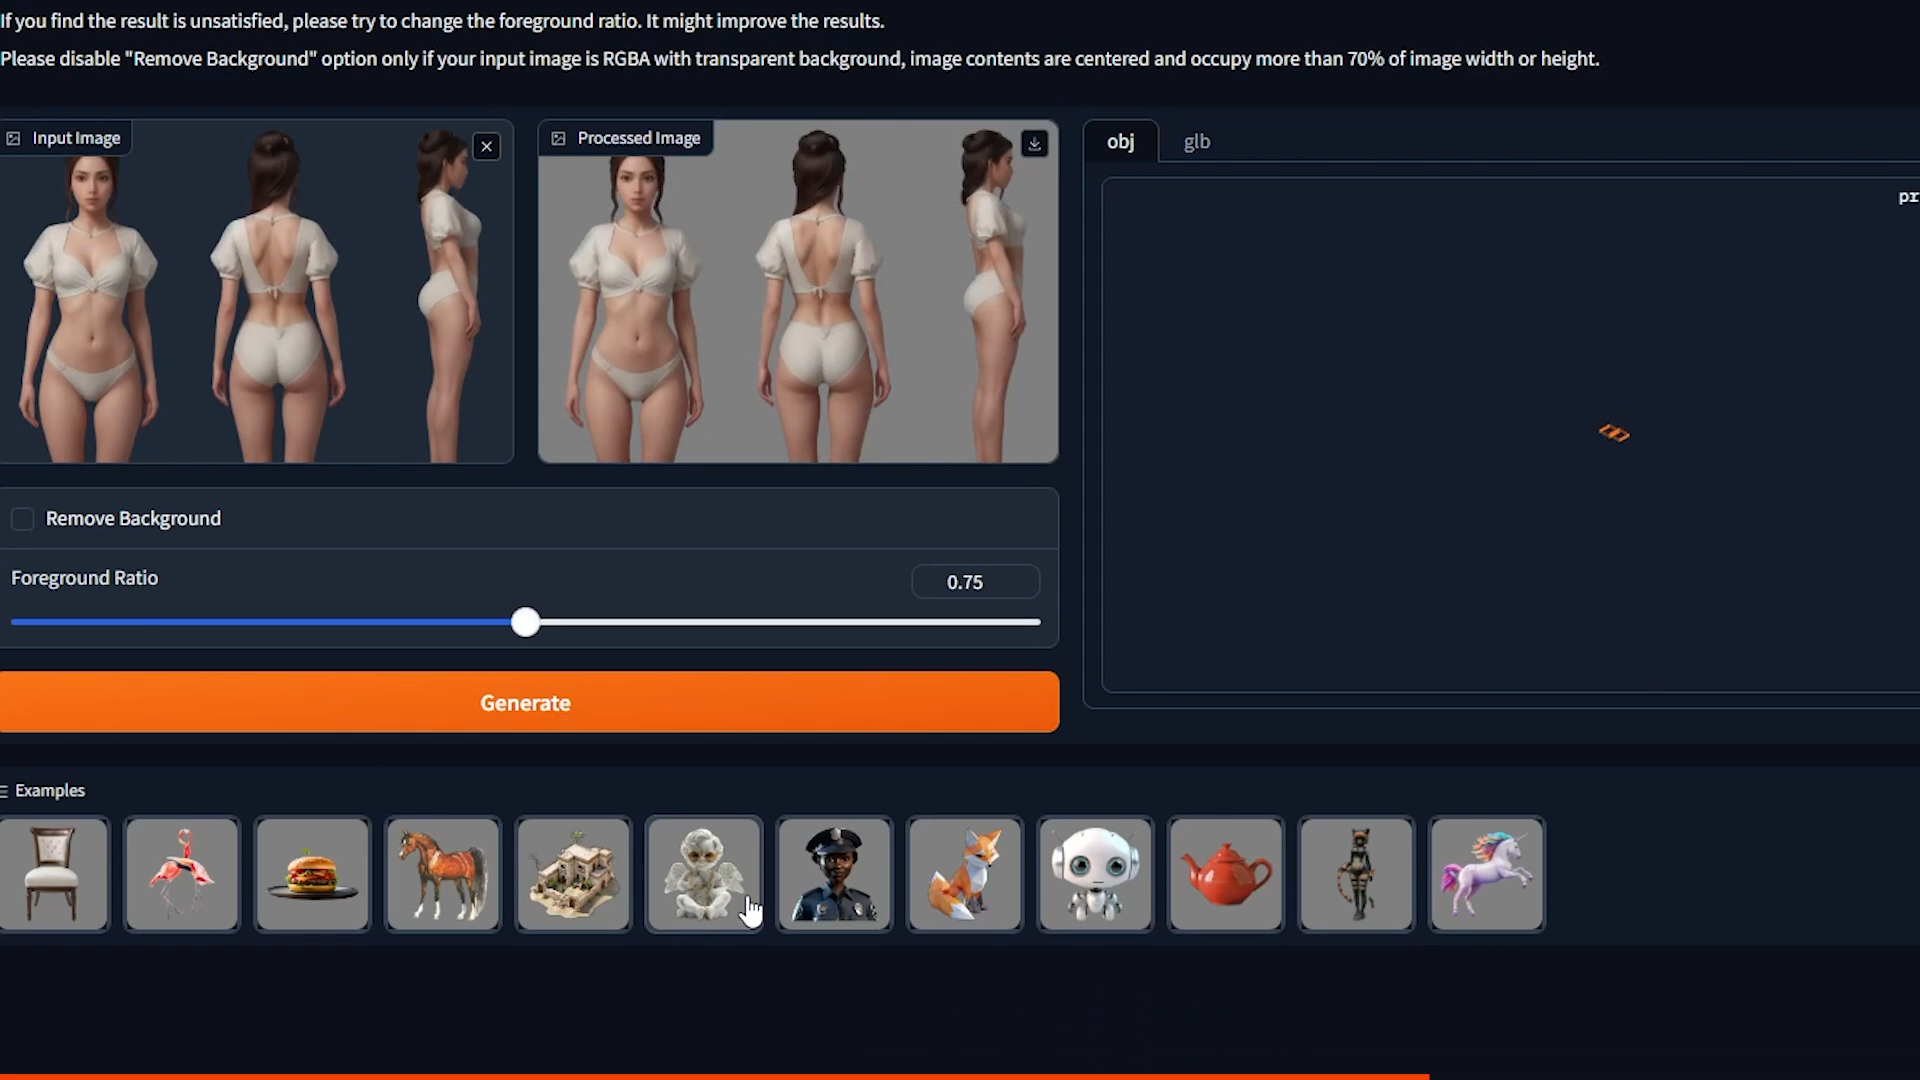 If you find the result is unsatisfied, please try to change the foreground ratio. It might improve the results.
Please disable "Remove Background" option only if your input image is RGBA with transparent background, image contents are centered and occupy more than 70% of image width or height.
Input Image
Processed Image
obj
glb
pr
Remove Background
Foreground Ratio
0.75
Generate
Examples